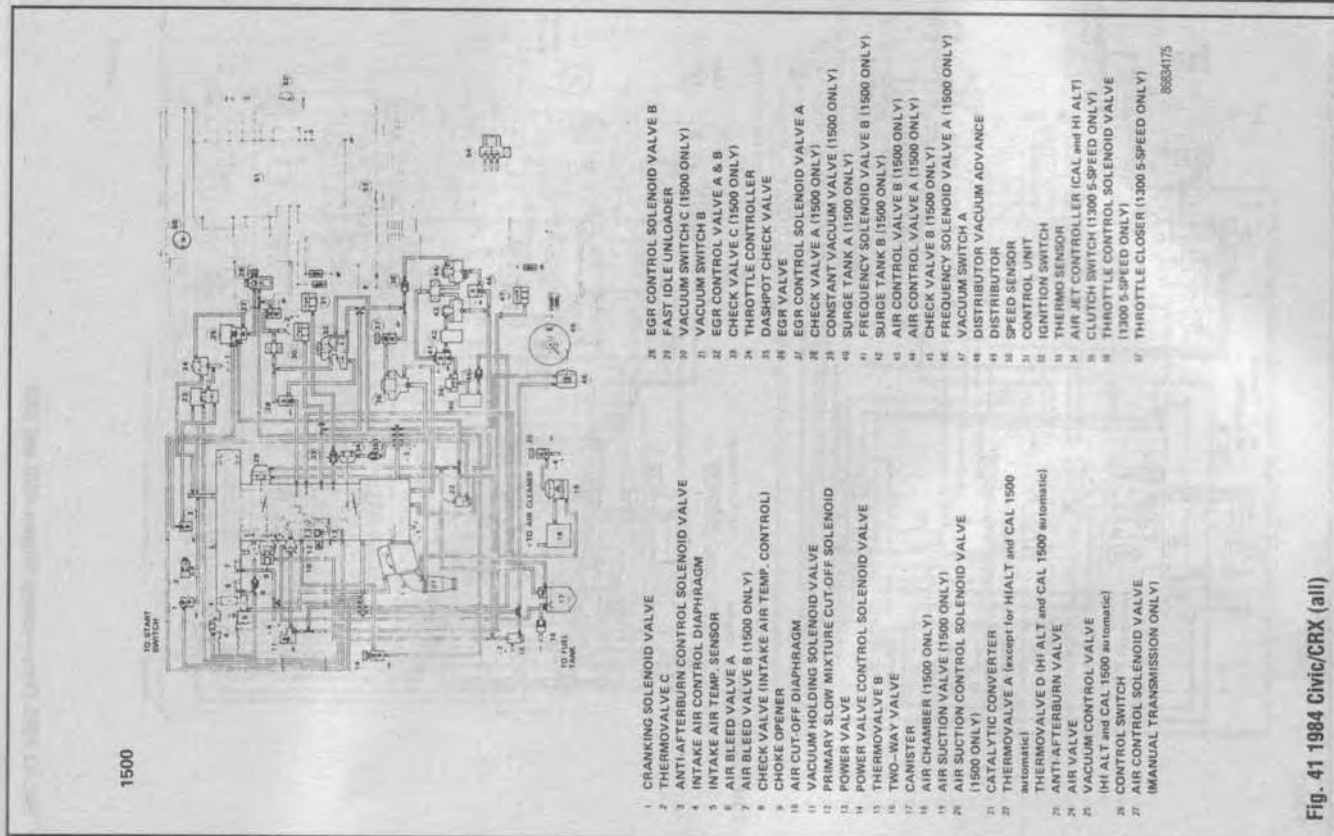 1500
TO START
SWITCH
TO AIR CLEANER
TO FUEL
TANK
1 CRANKING SOLENOID VALVE
2 THERMOVALVE C
3 ANTI-AFTERBURN CONTROL SOLENOID VALVE
4 INTAKE AIR CONTROL DIAPHRAGM
5 INTAKE AIR TEMP. SENSOR
6 AIR BLEED VALVE A
7 AIR BLEED VALVE B (1500 ONLY)
8 CHECK VALVE (INTAKE AIR TEMP. CONTROL)
9 CHOKE OPENER
10 AIR CUT-OFF DIAPHRAGM
11 VACUUM HOLDING SOLENOID VALVE
12 PRIMARY SLOW MIXTURE CUT-OFF SOLENOID
13 POWER VALVE
14 POWER VALVE CONTROL SOLENOID VALVE
15 THERMOVALVE B
16 TWO-WAY VALVE
17 CANISTER
18 AIR CHAMBER (1500 ONLY)
19 AIR SUCTION VALVE (1500 ONLY)
20 AIR SUCTION CONTROL SOLENOID VALVE
(1500 ONLY)
21 CATALYTIC CONVERTER
22 THERMOVALVE A (except for HIALT and CAL 1500
automatic)
THERMOVALVE D (HI ALT and CAL 1500 automatic)
23 ANTI-AFTERBURN VALVE
24 AIR VALVE
25 VACUUM CONTROL VALVE
(HI ALT and CAL 1500 automatic)
26 CONTROL SWITCH
27 AIR CONTROL SOLENOID VALVE
(MANUAL TRANSMISSION ONLY)
28 EGR CONTROL SOLENOID VALVE B
29 FAST IDLE UNLOADER
30 VACUUM SWITCH C (1500 ONLY)
31 VACUUM SWITCH B
32 EGR CONTROL VALVE A & B
33 CHECK VALVE C (1500 ONLY)
34 THROTTLE CONTROLLER
35 DASHPOT CHECK VALVE
36 EGR VALVE
37 EGR CONTROL SOLENOID VALVE A
38 CHECK VALVE A (1500 ONLY)
39 CONSTANT VACUUM VALVE (1500 ONLY)
40 SURGE TANK A (1500 ONLY)
41 FREQUENCY SOLENOID VALVE B (1500 ONLY)
42 SURGE TANK B (1500 ONLY)
43 AIR CONTROL VALVE B (1500 ONLY)
44 AIR CONTROL VALVE A (1500 ONLY)
45 CHECK VALVE B (1500 ONLY)
46 FREQUENCY SOLENOID VALVE A (1500 ONLY)
47 VACUUM SWITCH A
48 DISTRIBUTOR VACUUM ADVANCE
49 DISTRIBUTOR
50 SPEED SENSOR
51 CONTROL UNIT
52 IGNITION SWITCH
53 THERMO SENSOR
54 AIR JET CONTROLLER (CAL and HI ALT)
55 CLUTCH SWITCH (1300 5-SPEED ONLY)
56 THROTTLE CONTROL SOLENOID VALVE
(1300 5-SPEED ONLY)
57 THROTTLE CLOSER (1300 5-SPEED ONLY)
86834175
Fig. 41 1984 Civic/CRX (all)